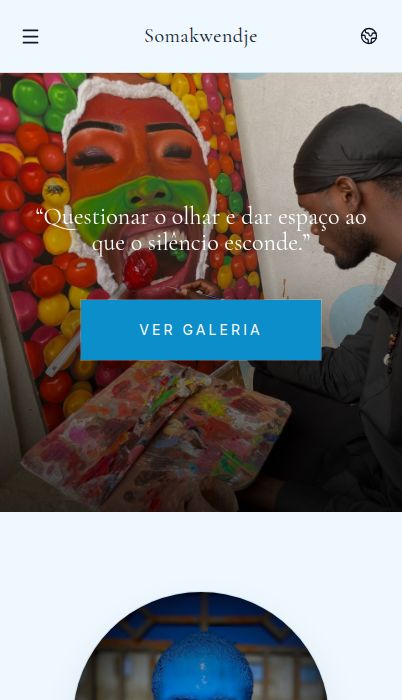 Somakwendje
“Questionar o olhar e dar espaço ao
que o silêncio esconde.”
VER GALERIA